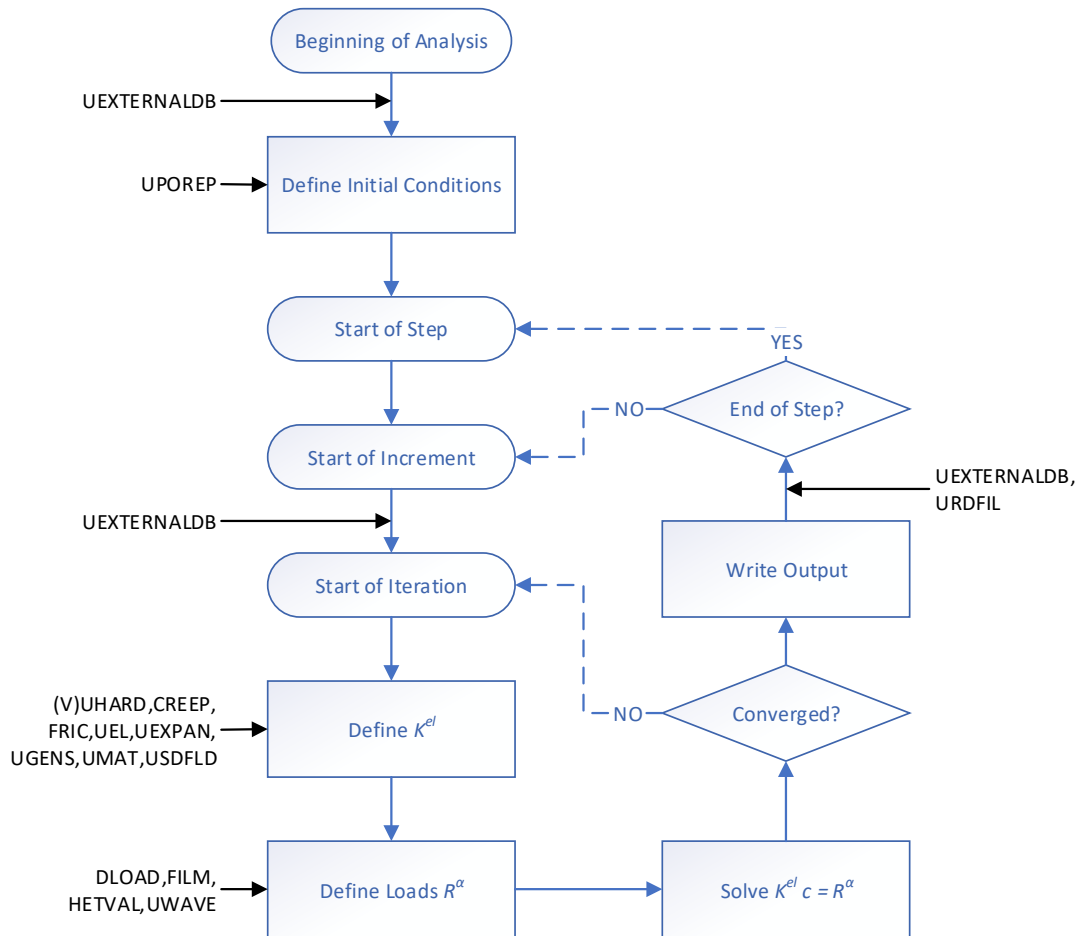 Beginning of Analysis
UEXTERNALDB
UPOREP
Define Initial Conditions
Start of Step
YES
End of Step?
NO
Start of Increment
UEXTERNALDB,
URDFIL
UEXTERNALDB
Write Output
Start of Iteration
(V)UHARD,CREEP,
FRIC,UEL,UEXPAN,
UGENS,UMAT,USDFLD
Define K^el
NO
Converged?
DLOAD,FILM,
HETVAL,UWAVE
Define Loads R^α
Solve K^el c = R^α